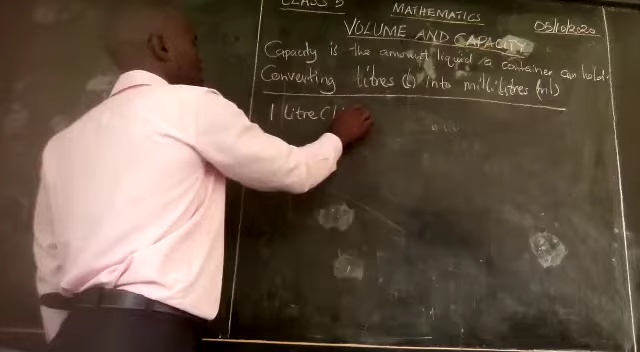 CLASS 5
MATHEMATICS
05/10/2020
VOLUME AND CAPACITY
Capacity is the amount liquid a container can hold.
Converting litres (l) into millilitres (ml)
1 litre (1